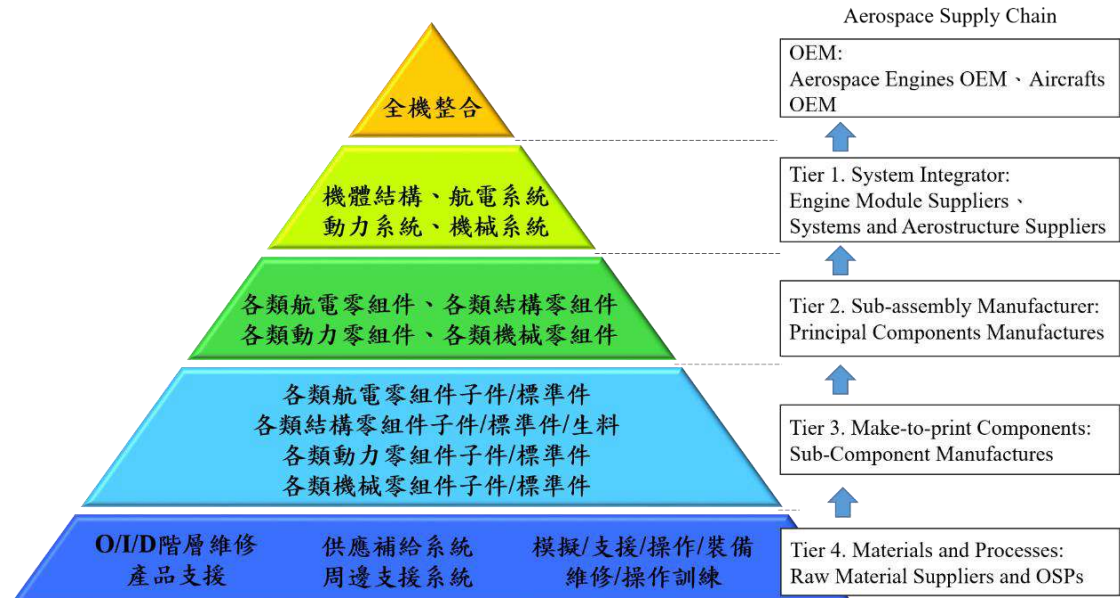 Aerospace Supply Chain
全機整合
OEM:
Aerospace Engines OEM、Aircrafts
OEM
機體結構、航電系統
動力系統、機械系統
Tier 1. System Integrator:
Engine Module Suppliers、
Systems and Aerostructure Suppliers
各類航電零組件、各類結構零組件
各類動力零組件、各類機械零組件
Tier 2. Sub-assembly Manufacturer:
Principal Components Manufactures
各類航電零組件子件/標準件
各類結構零組件子件/標準件/生料
各類動力零組件子件/標準件
各類機械零組件子件/標準件
Tier 3. Make-to-print Components:
Sub-Component Manufactures
O/I/D階層維修
產品支援
供應補給系統
周邊支援系統
模擬/支援/操作/裝備
維修/操作訓練
Tier 4. Materials and Processes:
Raw Material Suppliers and OSPs